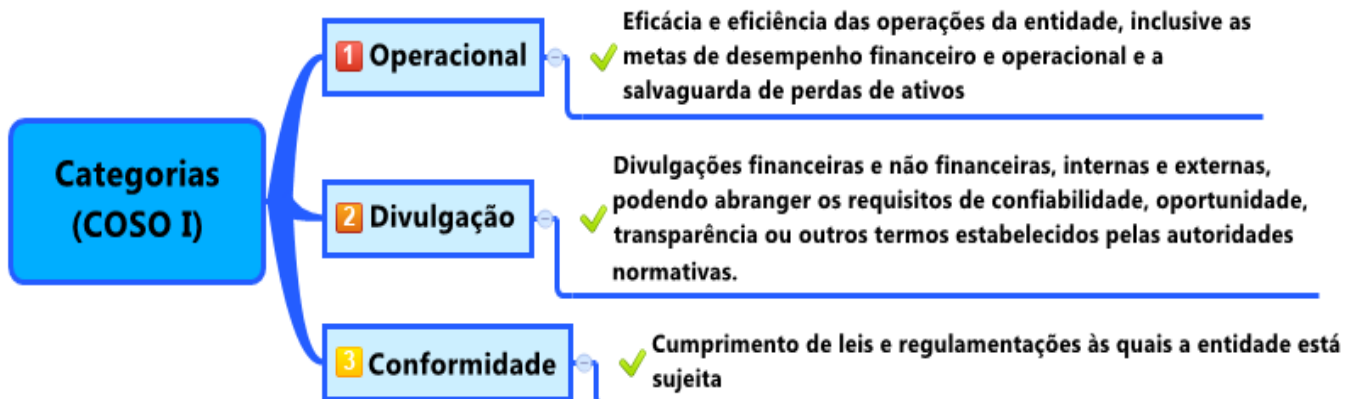 Categorias
(COSO I)
1 Operacional
Eficácia e eficiência das operações da entidade, inclusive as
metas de desempenho financeiro e operacional e a
salvaguarda de perdas de ativos
2 Divulgação
Divulgações financeiras e não financeiras, internas e externas,
podendo abranger os requisitos de confiabilidade, oportunidade,
transparência ou outros termos estabelecidos pelas autoridades
normativas.
3 Conformidade
Cumprimento de leis e regulamentações às quais a entidade está
sujeita